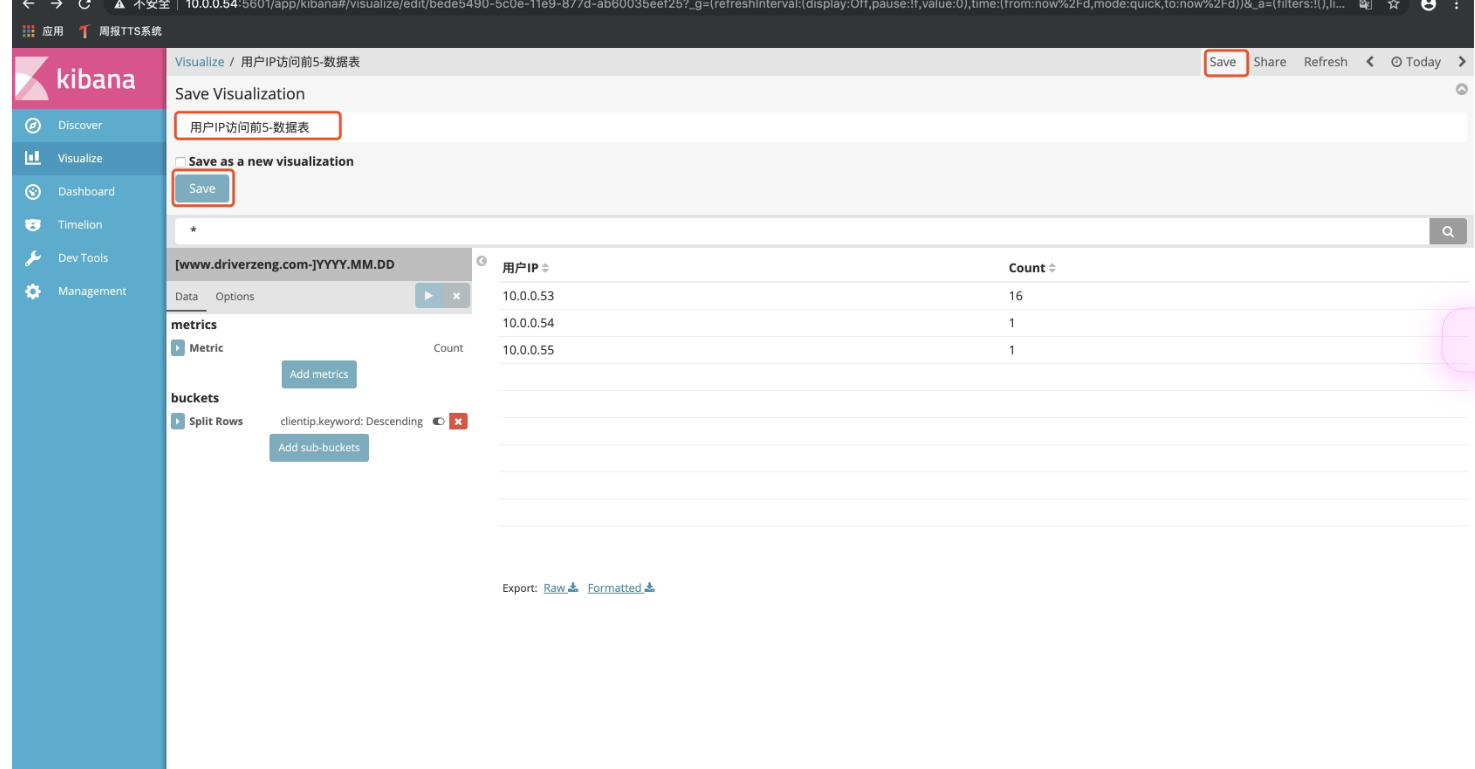 不安全 | 10.0.0.54:5601/app/kibana#/visualize/edit/bede5490-5c0e-11e9-877d-ab60035eef25?_g=(refreshInterval:(display:Off,pause:!f,value:0),time:(from:now%2Fd,mode:quick,to:now%2Fd))&_a=(filters:!(),li...
应用 周报TTS系统
kibana
Visualize / 用户IP访问前5-数据表
Save Share Refresh Today
Save Visualization
用户IP访问前5-数据表
Save as a new visualization
Save
Discover
Visualize
Dashboard
Timelion
Dev Tools
Management
*
[www.driverzeng.com-]YYYY.MM.DD
Data Options
metrics
Metric Count
Add metrics
buckets
Split Rows clientip.keyword: Descending
Add sub-buckets
用户IP Count
10.0.0.53 16
10.0.0.54 1
10.0.0.55 1
Export: Raw Formatted